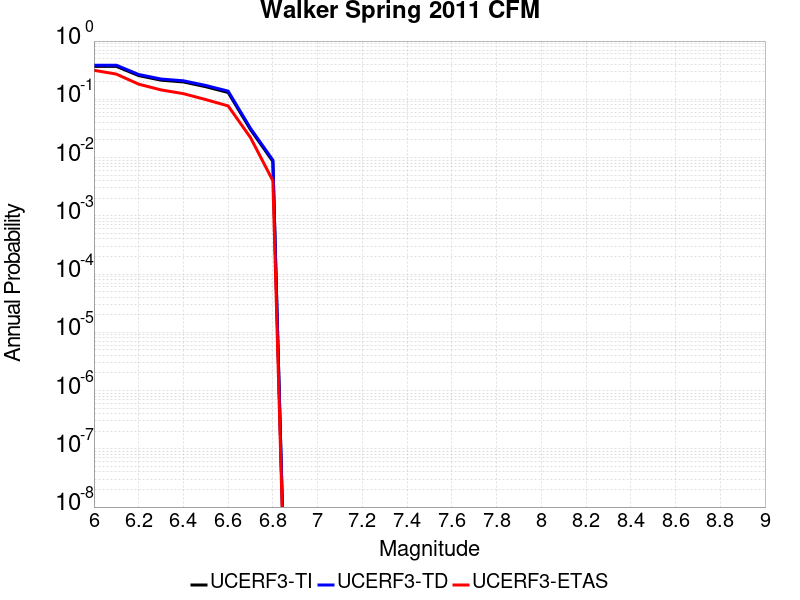 Walker Spring 2011 CFM
10^0
10^-1
10^-2
10^-3
10^-4
10^-5
10^-6
10^-7
10^-8
Annual Probability
6 6.2 6.4 6.6 6.8 7 7.2 7.4 7.6 7.8 8 8.2 8.4 8.6 8.8 9
Magnitude
UCERF3-TI UCERF3-TD UCERF3-ETAS